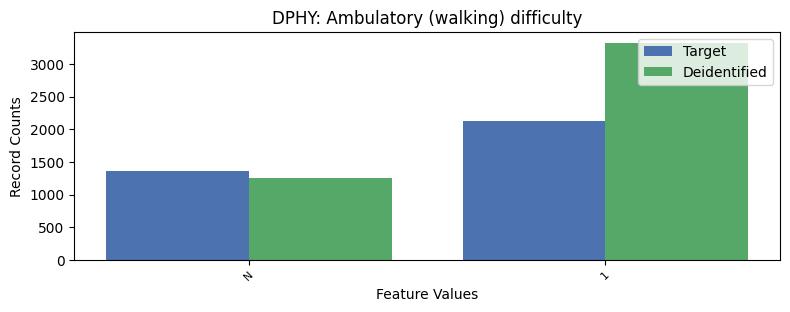 DPHY: Ambulatory (walking) difficulty
Target
Deidentified
Record Counts
3000
2500
2000
1500
1000
500
0
N
1
Feature Values